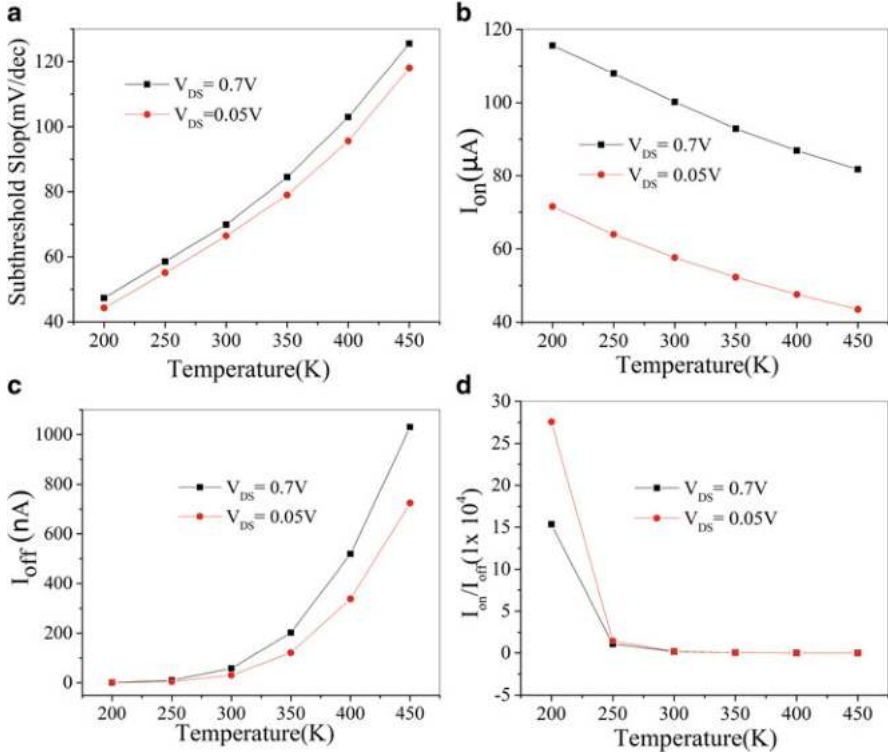 a
Subthreshold Slop(mV/dec)
120
100
80
60
40
V_DS= 0.7V
V_DS=0.05V
200 250 300 350 400 450
Temperature(K)
b
I_on(μA)
120
100
80
60
40
V_DS= 0.7V
V_DS= 0.05V
200 250 300 350 400 450
Temperature(K)
c
I_off (nA)
1000
800
600
400
200
0
V_DS= 0.7V
V_DS= 0.05V
200 250 300 350 400 450
Temperature(K)
d
I_on/I_off(1x 10^4)
30
25
20
15
10
5
0
-5
V_DS= 0.7V
V_DS= 0.05V
200 250 300 350 400 450
Temperature(K)